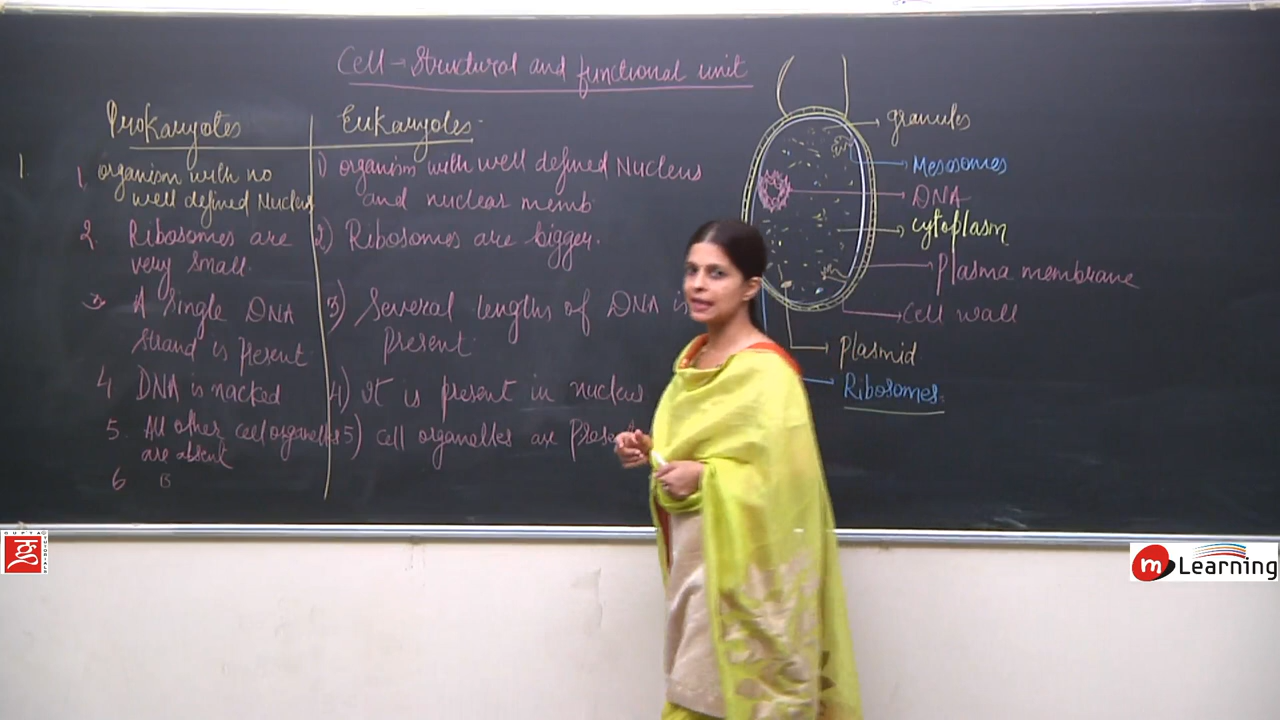 Cell → Structural and functional unit
Prokaryotes
Eukaryotes
1.
1. organism with no
well defined Nucleus
2. Ribosomes are
very small.
3 A single DNA
strand is present
4 DNA is nacked
5. All other cell organelles
are absent
6
1) organism with well defined Nucleus
and nuclear memb
2) Ribosomes are bigger.
3) Several lengths of DNA is
present.
4) It is present in nucleus
5) cell organelles are
granules
Mesosomes
DNA
cytoplasm
Plasma membrane
Cell wall
Plasmid
Ribosomes.
GUPTA
TUTORIALS
m Learning